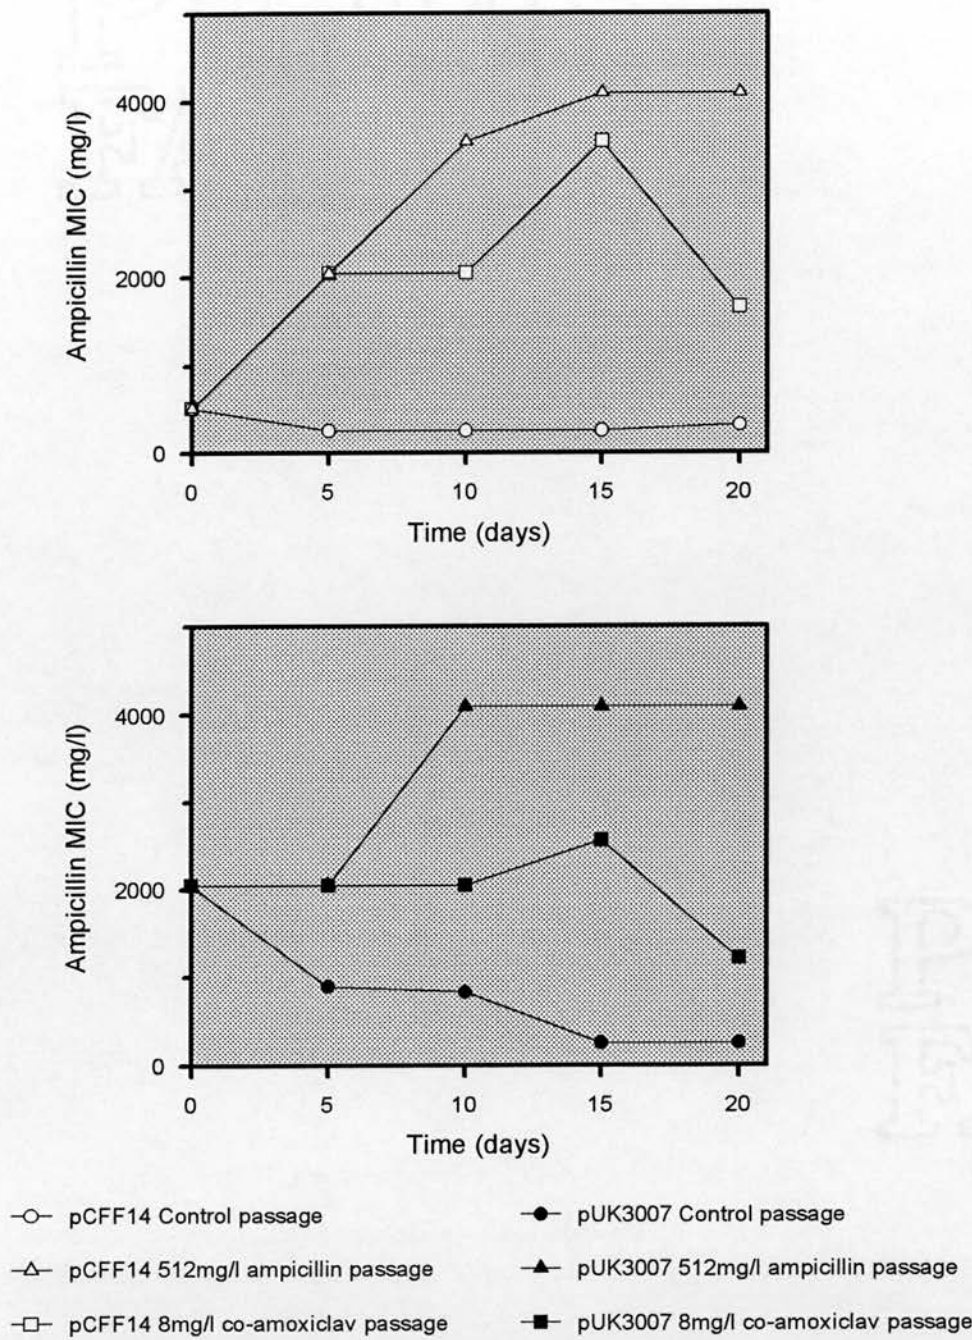 Ampicillin MIC (mg/l)
4000
2000
0
0 5 10 15 20
Time (days)
Ampicillin MIC (mg/l)
4000
2000
0
0 5 10 15 20
Time (days)
pCFF14 Control passage
pUK3007 Control passage
pCFF14 512mg/l ampicillin passage
pUK3007 512mg/l ampicillin passage
pCFF14 8mg/l co-amoxiclav passage
pUK3007 8mg/l co-amoxiclav passage